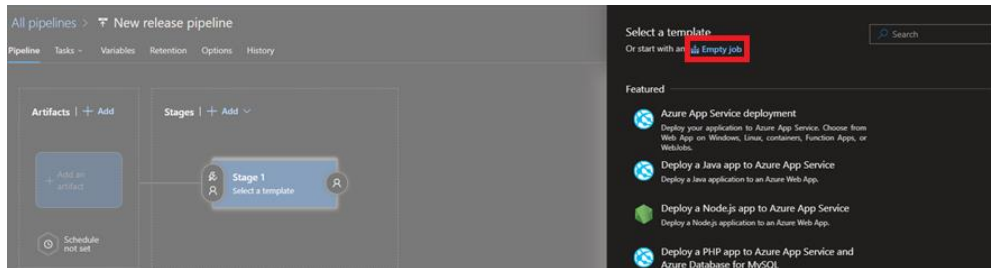 All pipelines > New release pipeline
Pipeline Tasks Variables Retention Options History
Artifacts | + Add
Stages | + Add
+ Add an
artifact
Schedule
not set
Stage 1
Select a template
Select a template
Or start with an Empty job
Search
Featured
Azure App Service deployment
Deploy your application to Azure App Service. Choose from
Web App on Windows, Linux, containers, Function Apps, or
WebJobs.
Deploy a Java app to Azure App Service
Deploy a Java application to an Azure Web App.
Deploy a Node.js app to Azure App Service
Deploy a Node.js application to an Azure Web App.
Deploy a PHP app to Azure App Service and
Azure Database for MySQL